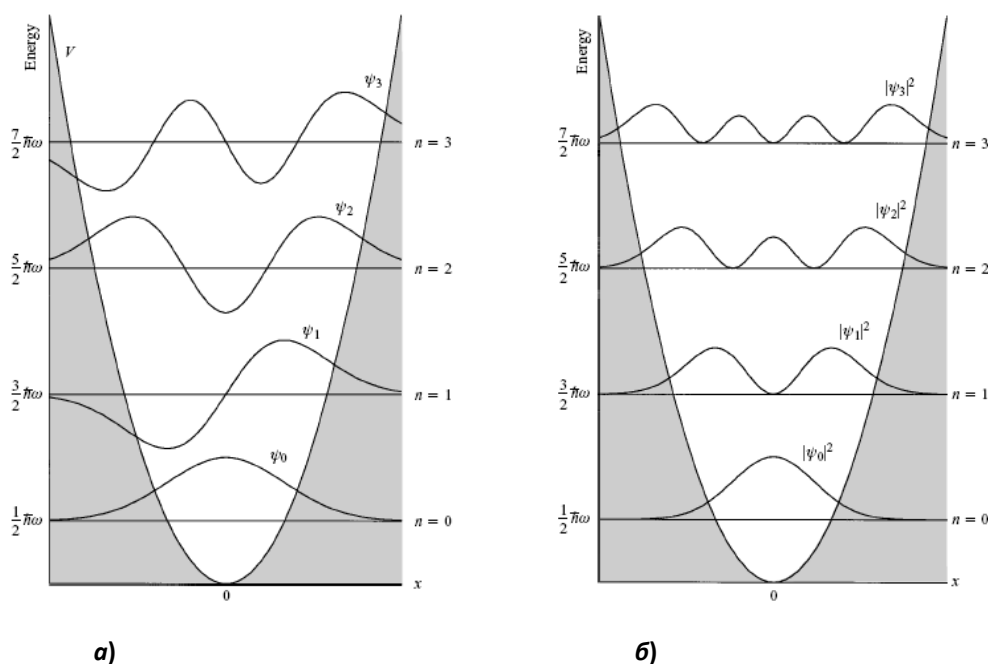 Energy
V
ψ₃
7/2 ħω
n = 3
ψ₂
5/2 ħω
n = 2
ψ₁
3/2 ħω
n = 1
ψ₀
1/2 ħω
n = 0
x
0
а)
Energy
|ψ₃|²
7/2 ħω
n = 3
|ψ₂|²
5/2 ħω
n = 2
|ψ₁|²
3/2 ħω
n = 1
|ψ₀|²
1/2 ħω
n = 0
x
0
б)